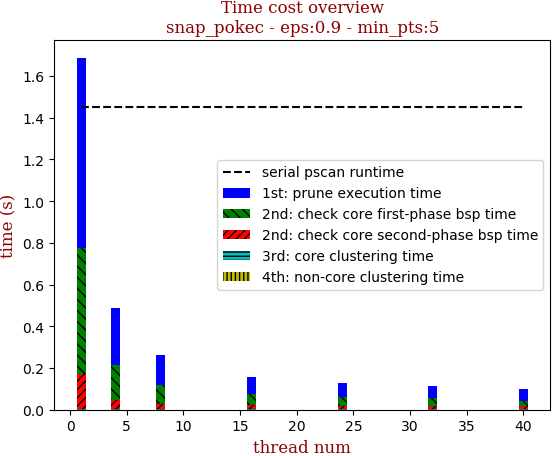 Time cost overview
snap_pokec - eps:0.9 - min_pts:5
time (s)
1.6
1.4
1.2
1.0
0.8
0.6
0.4
0.2
0.0
serial pscan runtime
1st: prune execution time
2nd: check core first-phase bsp time
2nd: check core second-phase bsp time
3rd: core clustering time
4th: non-core clustering time
0 5 10 15 20 25 30 35 40
thread num